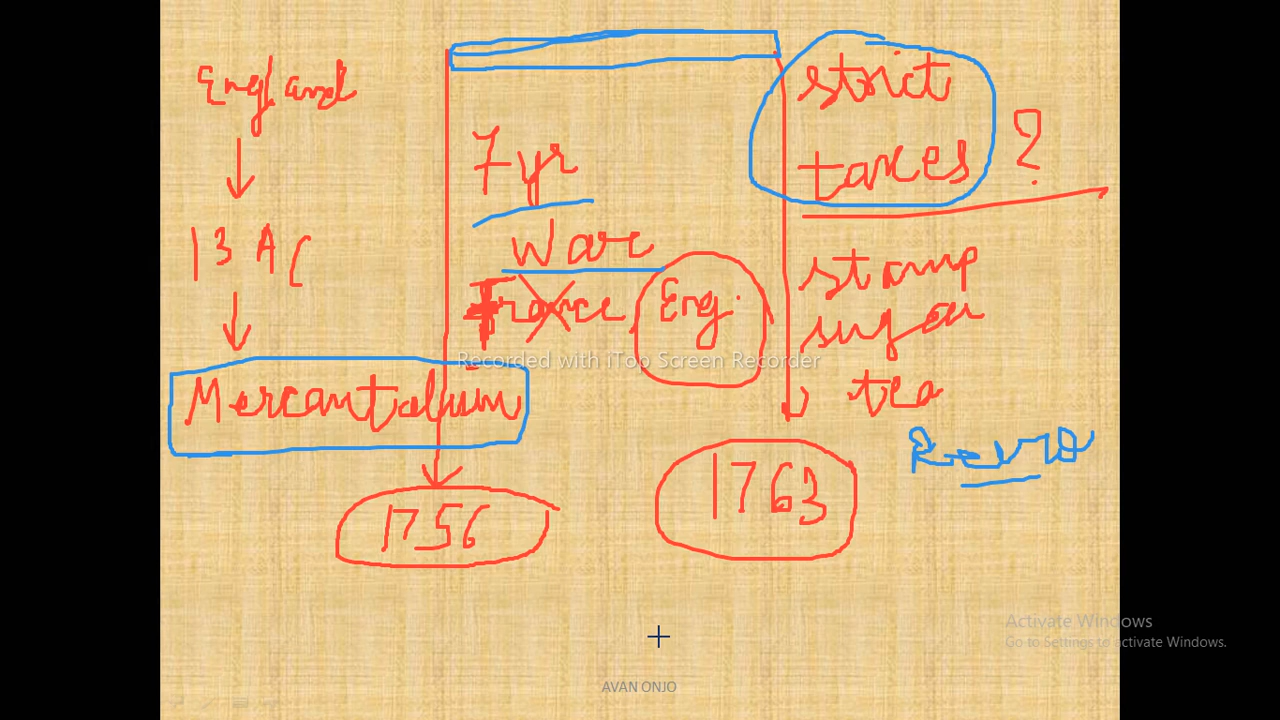 England
13 AC
Mercantalism
1756
7 yr
War
France Eng.
1763
strict
taxes ?
stamp
sugar
tea
Recorded with iTop Screen Recorder
Activate Windows
Go to Settings to activate Windows.
AVAN ONJO